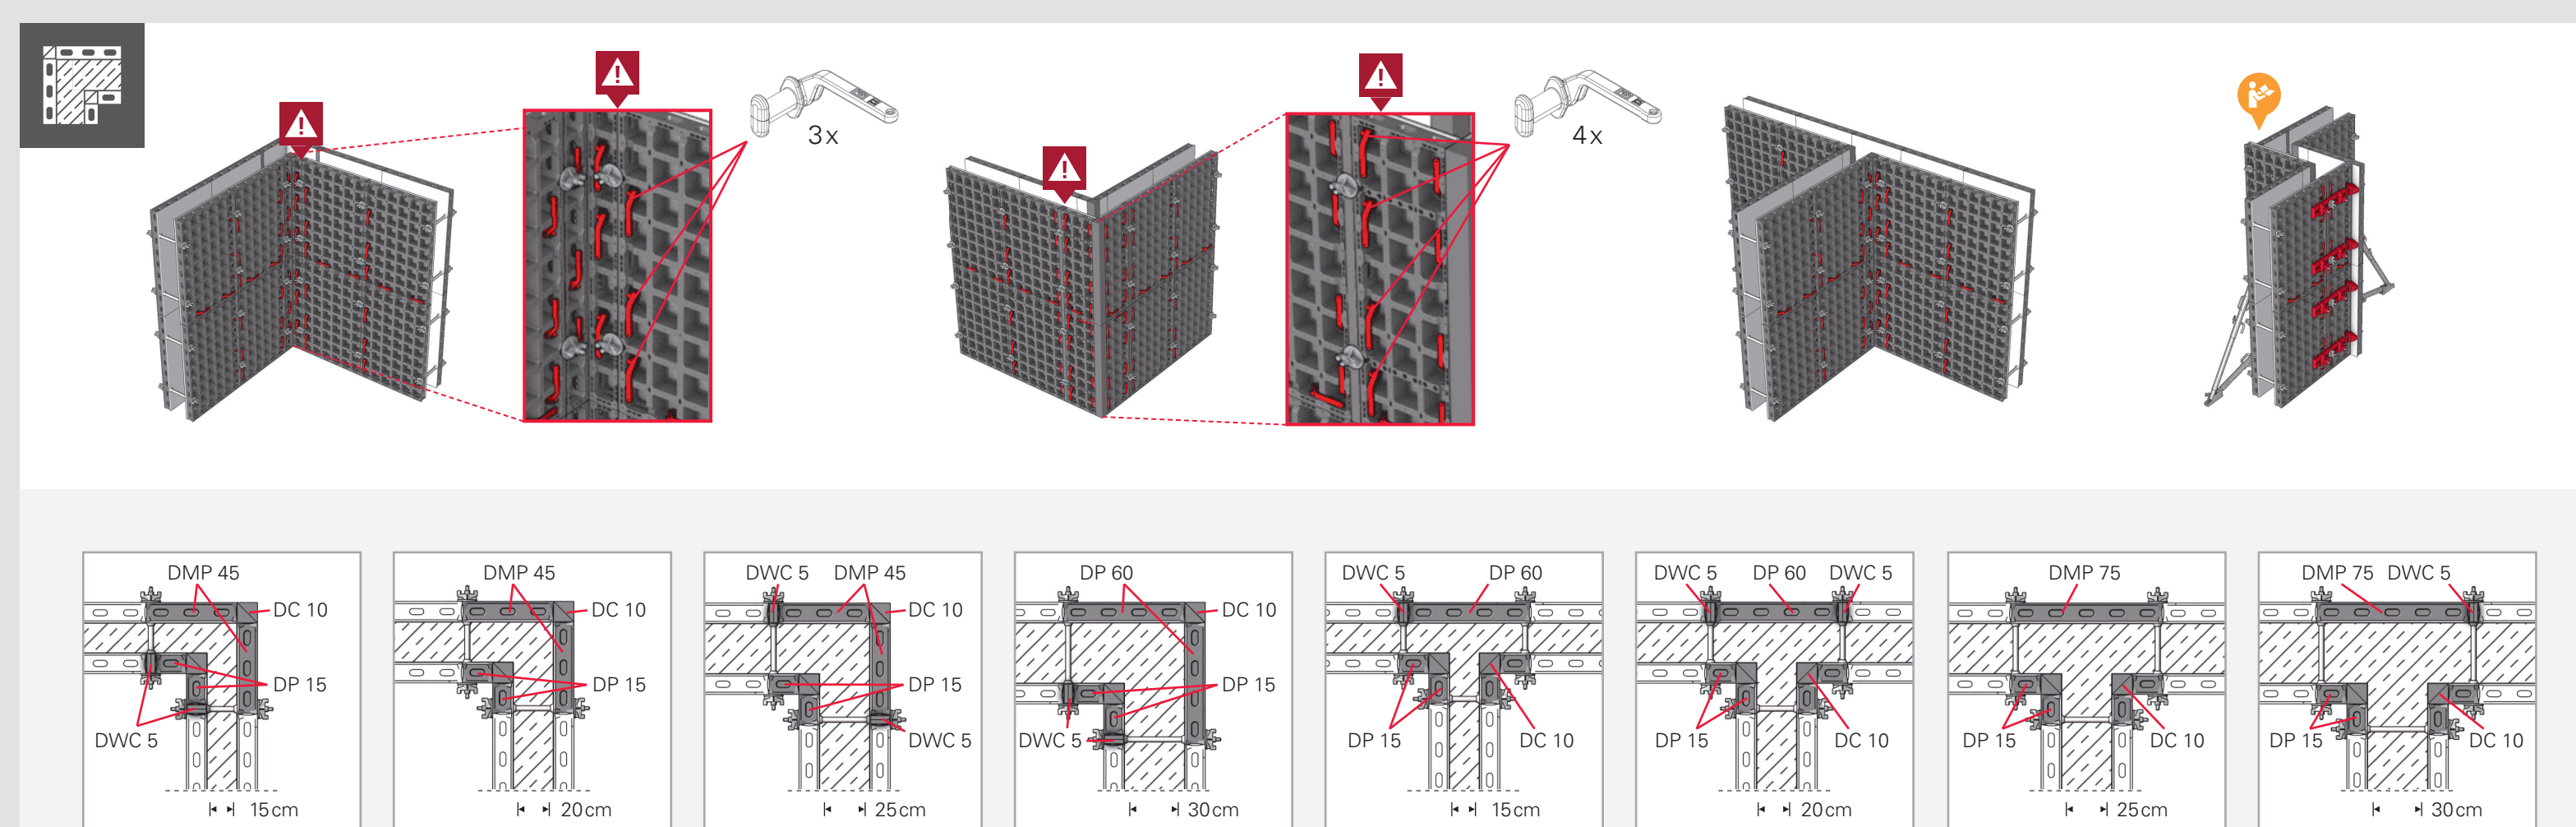 3x
4x
DMP 45
DC 10
DP 15
DWC 5
15cm
DMP 45
DC 10
DP 15
20cm
DWC 5 DMP 45
DC 10
DP 15
DWC 5
25cm
DP 60
DC 10
DP 15
DWC 5
30cm
DWC 5 DP 60
DP 15 DC 10
15cm
DWC 5 DP 60 DWC 5
DP 15 DC 10
20cm
DMP 75
DP 15 DC 10
25cm
DMP 75 DWC 5
DP 15 DC 10
30cm